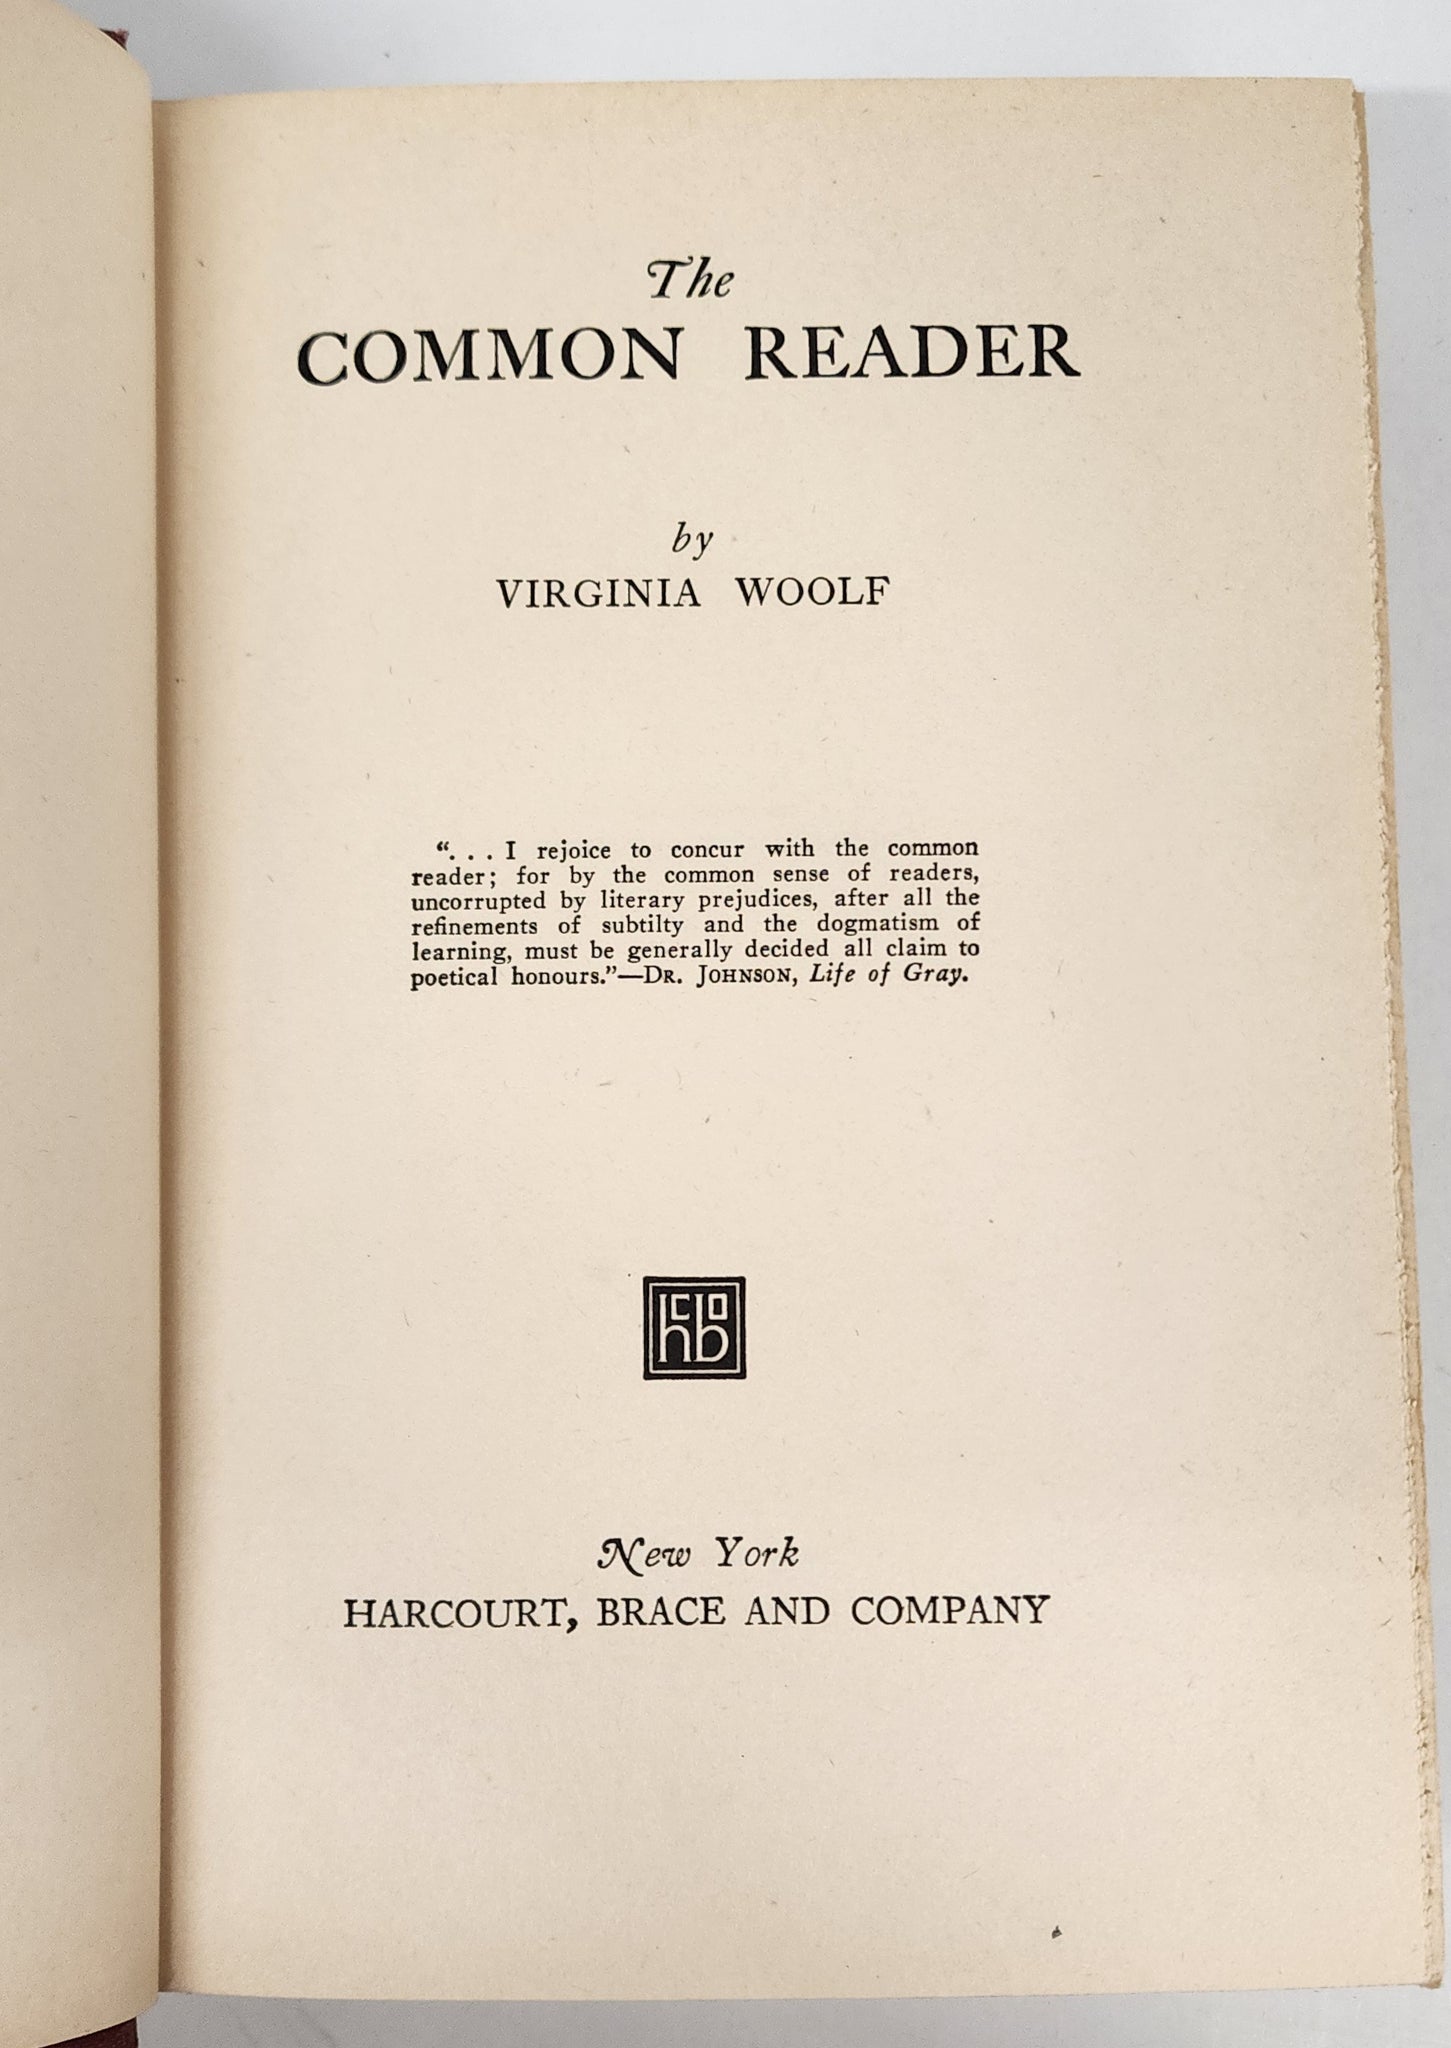 The
COMMON READER
by
VIRGINIA WOOLF
“. . . I rejoice to concur with the common
reader; for by the common sense of readers,
uncorrupted by literary prejudices, after all the
refinements of subtilty and the dogmatism of
learning, must be generally decided all claim to
poetical honours.”—DR. JOHNSON, Life of Gray.
hcbo
New York
HARCOURT, BRACE AND COMPANY